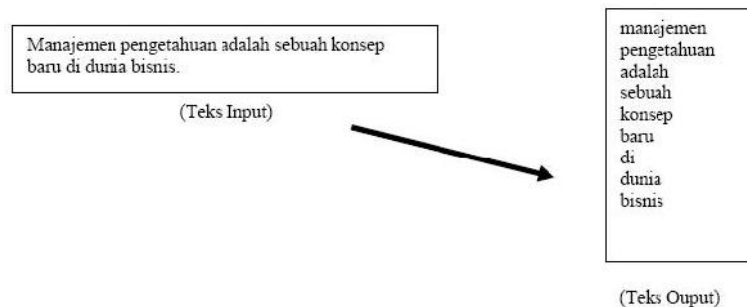 Manajemen pengetahuan adalah sebuah konsep
baru di dunia bisnis.
(Teks Input)
manajemen
pengetahuan
adalah
sebuah
konsep
baru
di
dunia
bisnis
(Teks Ouput)